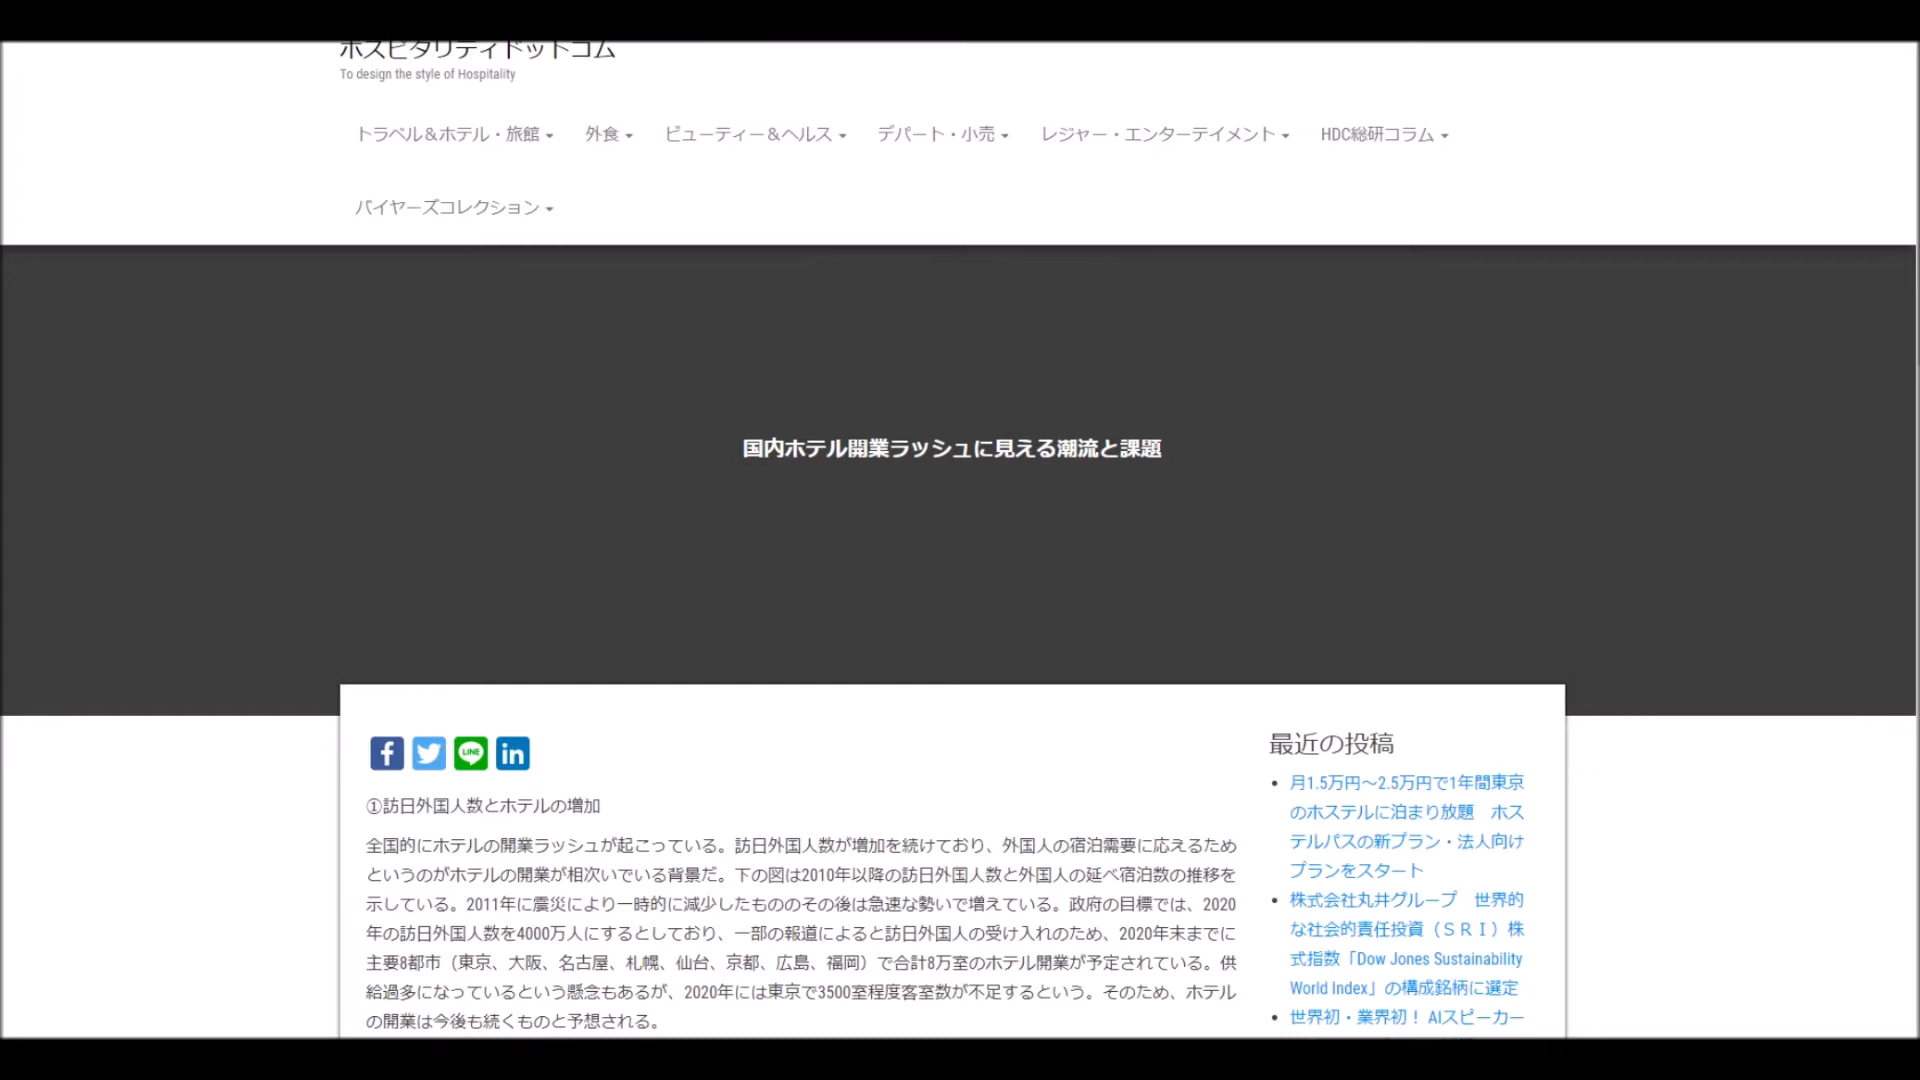 ホスピタリティドットコム
To design the style of Hospitality
トラベル＆ホテル・旅館 外食 ビューティー＆ヘルス デパート・小売 レジャー・エンターテイメント HDC総研コラム
バイヤーズコレクション
国内ホテル開業ラッシュに見える潮流と課題
LINE
①訪日外国人数とホテルの増加
全国的にホテルの開業ラッシュが起こっている。訪日外国人数が増加を続けており、外国人の宿泊需要に応えるため
というのがホテルの開業が相次いでいる背景だ。下の図は2010年以降の訪日外国人数と外国人の延べ宿泊数の推移を
示している。2011年に震災により一時的に減少したもののその後は急速な勢いで増えている。政府の目標では、2020
年の訪日外国人数を4000万人にするとしており、一部の報道によると訪日外国人の受け入れのため、2020年末までに
主要8都市（東京、大阪、名古屋、札幌、仙台、京都、広島、福岡）で合計8万室のホテル開業が予定されている。供
給過多になっているという懸念もあるが、2020年には東京で3500室程度客室数が不足するという。そのため、ホテル
の開業は今後も続くものと予想される。
最近の投稿
月1.5万円～2.5万円で1年間東京
のホステルに泊まり放題　ホス
テルパスの新プラン・法人向け
プランをスタート
株式会社丸井グループ　世界的
な社会的責任投資（ＳＲＩ）株
式指数「Dow Jones Sustainability
World Index」の構成銘柄に選定
世界初・業界初！ AIスピーカー